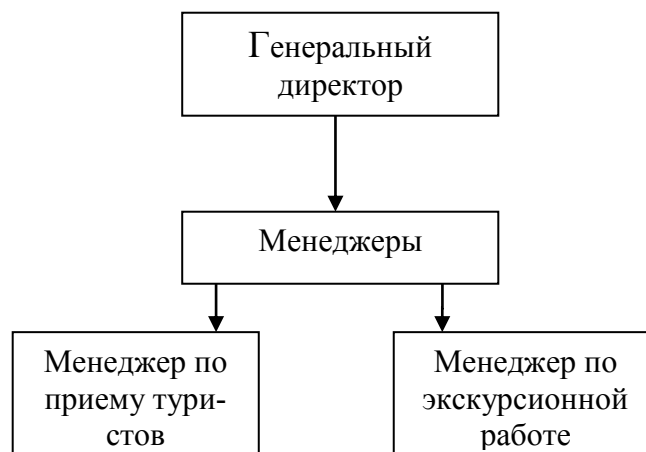 Генеральный
директор
Менеджеры
Менеджер по
приему тури-
стов
Менеджер по
экскурсионной
работе